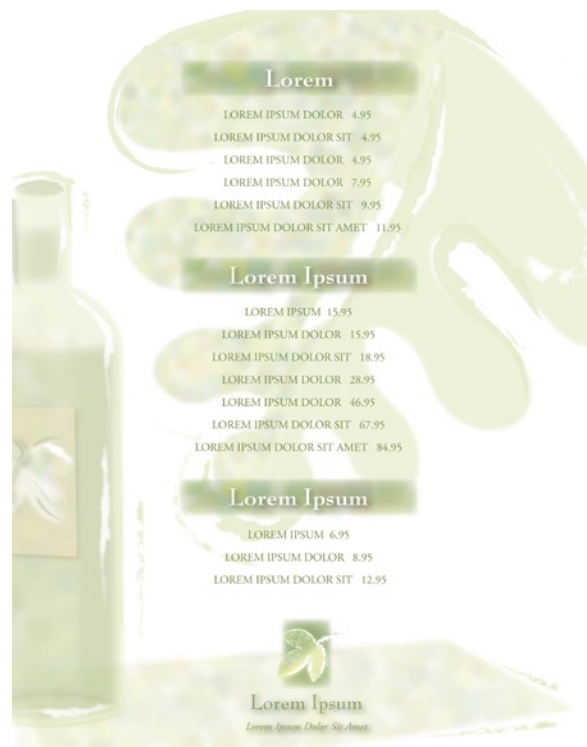 Lorem
LOREM IPSUM DOLOR 4.95
LOREM IPSUM DOLOR SIT 4.95
LOREM IPSUM DOLOR 4.95
LOREM IPSUM DOLOR 7.95
LOREM IPSUM DOLOR SIT 9.95
LOREM IPSUM DOLOR SIT AMET 11.95
Lorem Ipsum
LOREM IPSUM 15.95
LOREM IPSUM DOLOR 15.95
LOREM IPSUM DOLOR SIT 18.95
LOREM IPSUM DOLOR 28.95
LOREM IPSUM DOLOR 46.95
LOREM IPSUM DOLOR SIT 67.95
LOREM IPSUM DOLOR SIT AMET 84.95
Lorem Ipsum
LOREM IPSUM 6.95
LOREM IPSUM DOLOR 8.95
LOREM IPSUM DOLOR SIT 12.95
Lorem Ipsum
Lorem Ipsum Dolor Sit Amet